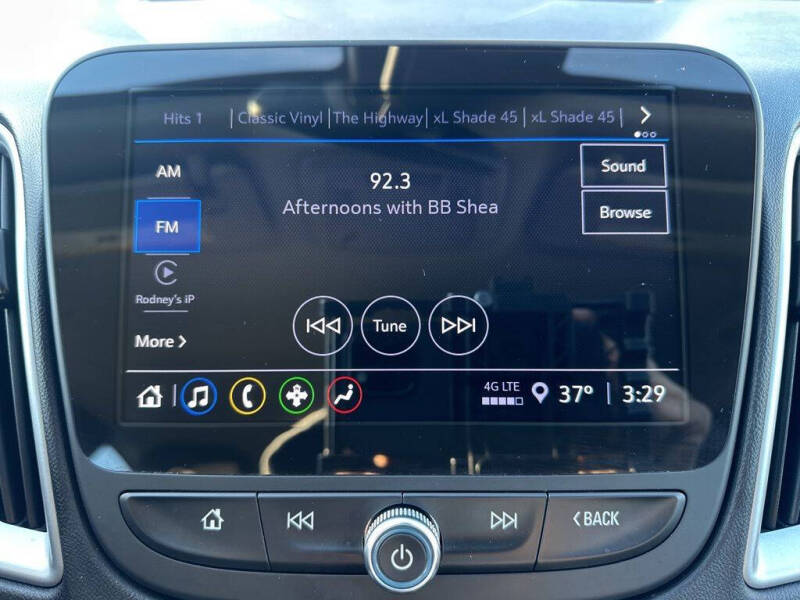 Hits 1 Classic Vinyl The Highway xL Shade 45 xL Shade 45
AM
92.3
Sound
Afternoons with BB Shea
FM
Browse
Rodney's iP
Tune
More
4G LTE
37° 3:29
BACK